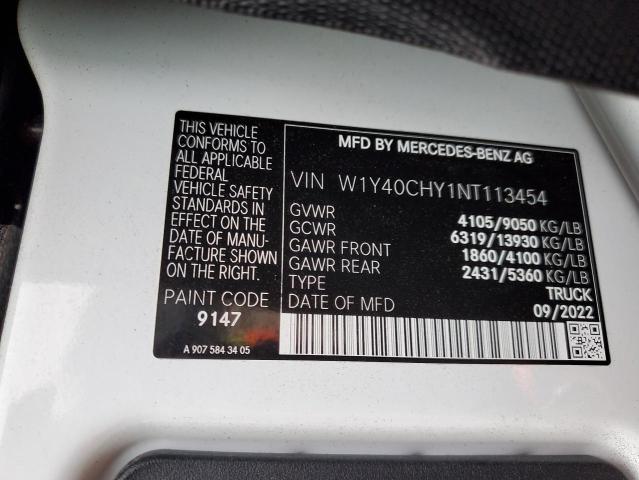 THIS VEHICLE
CONFORMS TO
ALL APPLICABLE
FEDERAL
VEHICLE SAFETY
STANDARDS IN
EFFECT ON THE
DATE OF MANU-
FACTURE SHOWN
ON THE RIGHT.
PAINT CODE
9147
A 907 584 34 05
MFD BY MERCEDES-BENZ AG
VIN W1Y40CHY1NT113454
GVWR 4105/9050 KG/LB
GCWR 6319/13930 KG/LB
GAWR FRONT 1860/4100 KG/LB
GAWR REAR 2431/5360 KG/LB
TYPE TRUCK
DATE OF MFD 09/2022